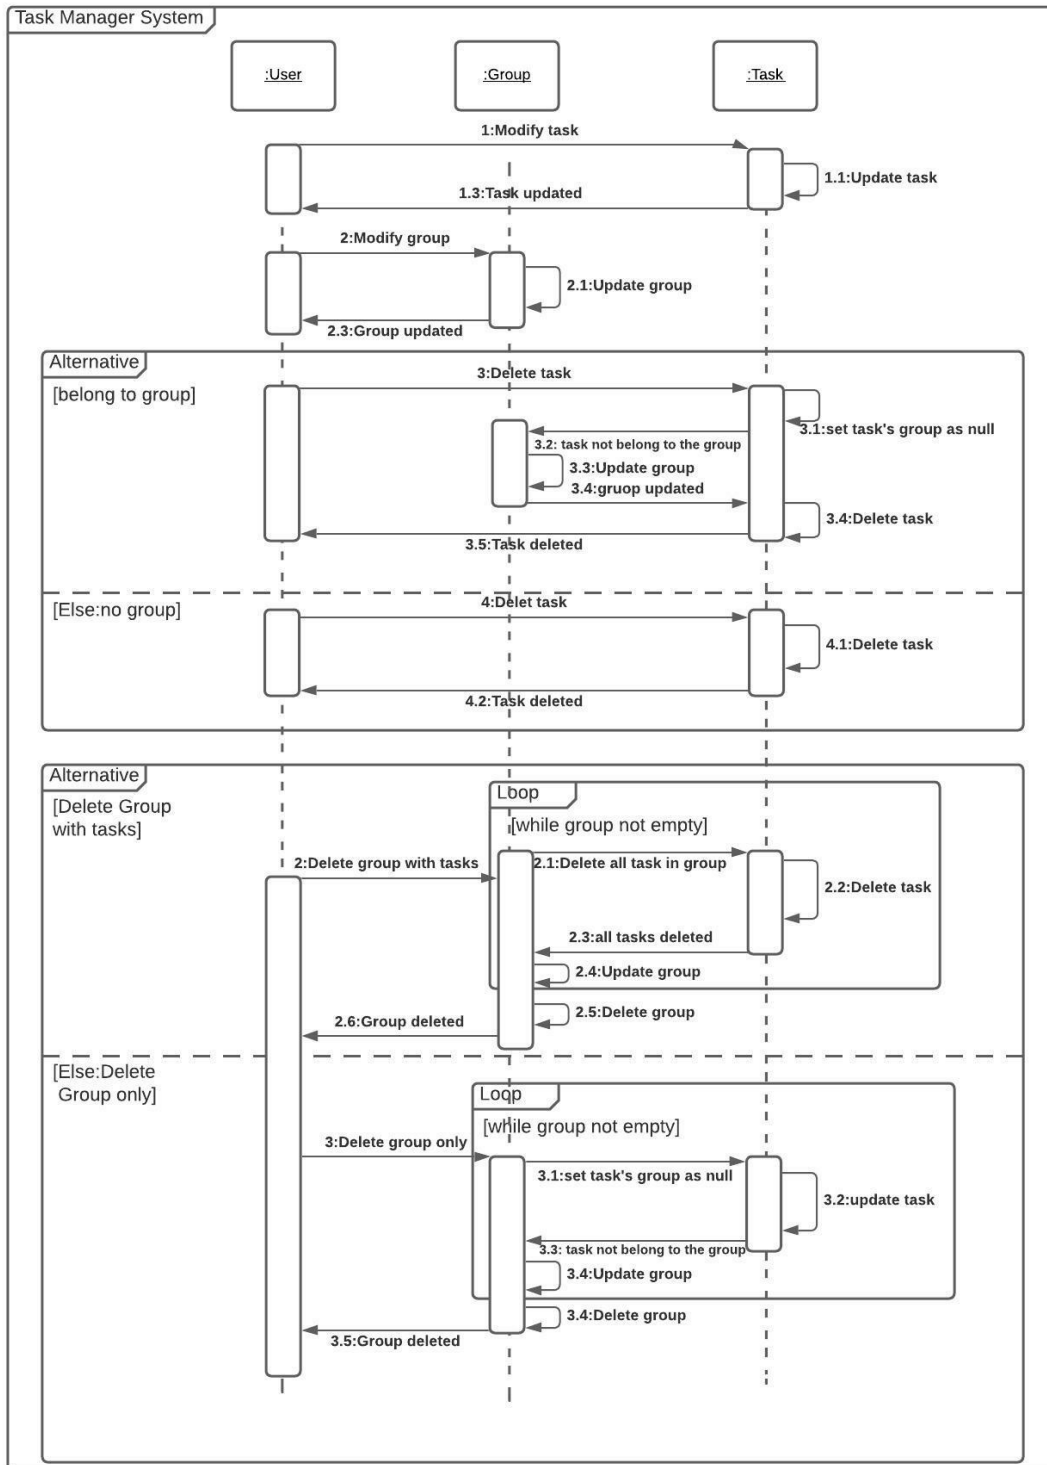 Task Manager System
:User
:Group
:Task
1:Modify task
1.1:Update task
1.3:Task updated
2:Modify group
2.1:Update group
2.3:Group updated
Alternative
[belong to group]
3:Delete task
3.1:set task's group as null
3.2: task not belong to the group
3.3:Update group
3.4:gruop updated
3.4:Delete task
3.5:Task deleted
[Else:no group]
4:Delet task
4.1:Delete task
4.2:Task deleted
Alternative
[Delete Group
with tasks]
Loop
[while group not empty]
2:Delete group with tasks
2.1:Delete all task in group
2.2:Delete task
2.3:all tasks deleted
2.4:Update group
2.5:Delete group
2.6:Group deleted
[Else:Delete
Group only]
Loop
[while group not empty]
3:Delete group only
3.1:set task's group as null
3.2:update task
3.3: task not belong to the group
3.4:Update group
3.4:Delete group
3.5:Group deleted